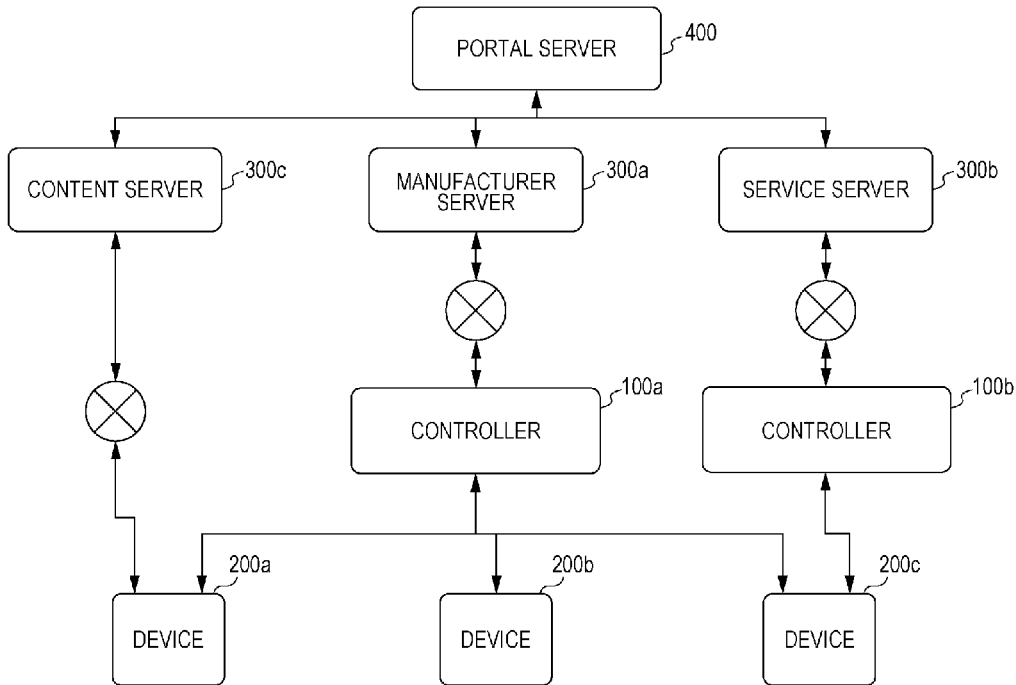 PORTAL SERVER
400
CONTENT SERVER
300c
MANUFACTURER
SERVER
300a
SERVICE SERVER
300b
CONTROLLER
100a
CONTROLLER
100b
DEVICE
200a
DEVICE
200b
DEVICE
200c